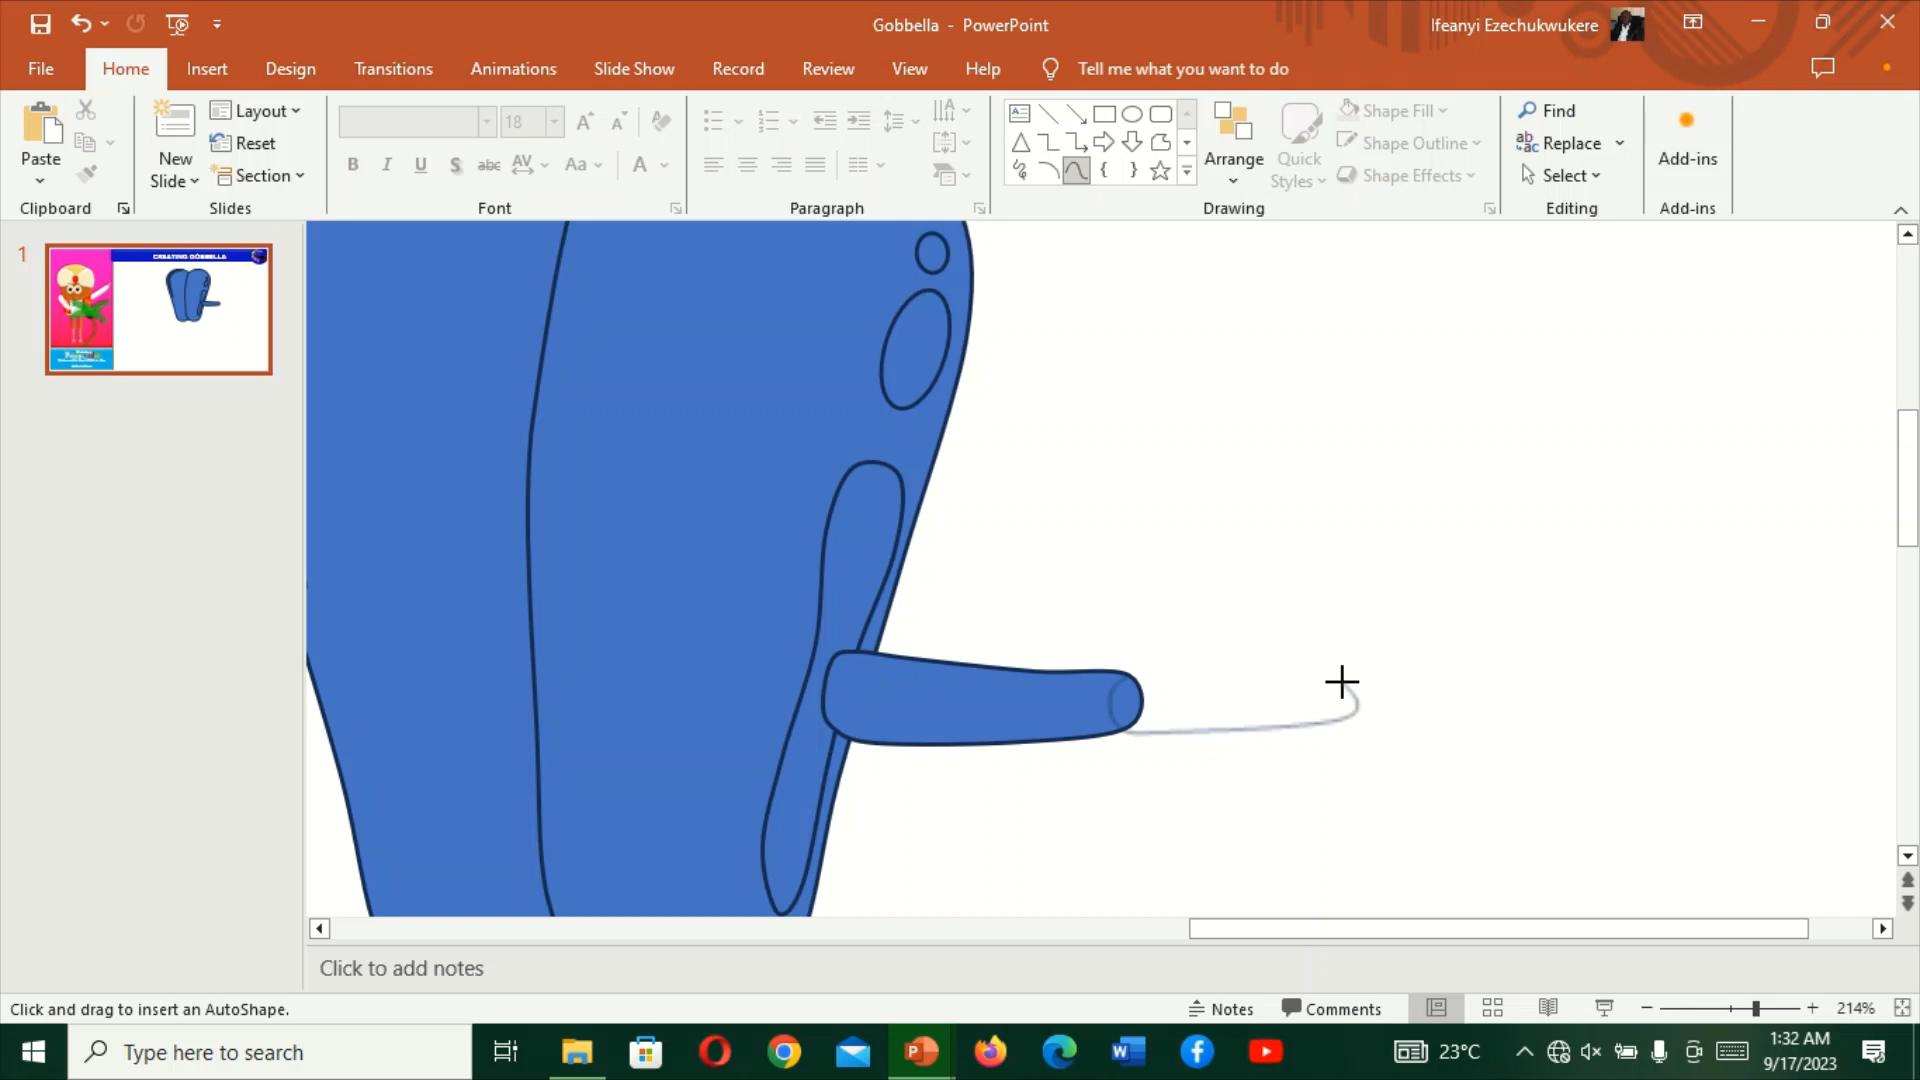 Gobbella - PowerPoint
Ifeanyi Ezechukwukere
File Home Insert Design Transitions Animations Slide Show Record Review View Help Tell me what you want to do
Paste
Clipboard
New
Slide
Layout
Reset
Section
Slides
18
B I U S abc AV Aa A
Font
Paragraph
Arrange
Quick
Styles
Shape Fill
Shape Outline
Shape Effects
Drawing
Find
Replace
Select
Editing
Add-ins
Add-ins
1
CREATING GOBBELLA
Click to add notes
Click and drag to insert an AutoShape.
Notes Comments 214%
Type here to search
23°C
1:32 AM
9/17/2023